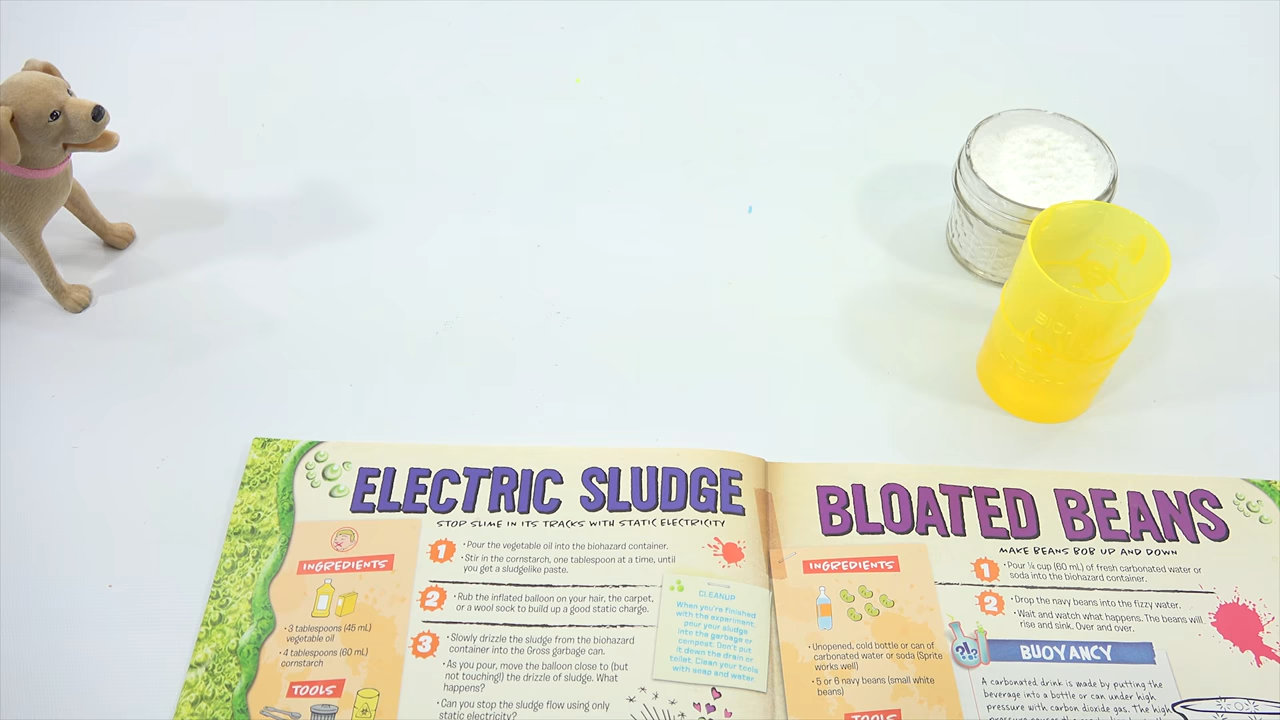 ELECTRIC SLUDGE
STOP SLIME IN ITS TRACKS WITH STATIC ELECTRICITY
INGREDIENTS
• 3 tablespoons (45 mL)
vegetable oil
• 4 tablespoons (60 mL)
cornstarch
TOOLS
1
• Pour the vegetable oil into the biohazard container.
• Stir in the cornstarch, one tablespoon at a time, until
you get a sludgelike paste.
2
• Rub the inflated balloon on your hair, the carpet,
or a wool sock to build up a good static charge.
3
• Slowly drizzle the sludge from the biohazard
container into the Gross garbage can.
• As you pour, move the balloon close to (but
not touching!) the drizzle of sludge. What
happens?
• Can you stop the sludge flow using only
static electricity?
CLEANUP
When you're finished
with the experiment,
pour your sludge
into the garbage or
compost. Don't put
it down the drain or
toilet. Clean your tools
with soap and water.
BLOATED BEANS
MAKE BEANS BOB UP AND DOWN
INGREDIENTS
• Unopened, cold bottle or can of
carbonated water or soda (Sprite
works well)
• 5 or 6 navy beans (small white
beans)
TOOLS
1
• Pour ¼ cup (60 mL) of fresh carbonated water or
soda into the biohazard container.
2
• Drop the navy beans into the fizzy water.
• Wait and watch what happens. The beans will
rise and sink. Over and over.
?!
BUOYANCY
A carbonated drink is made by putting the
beverage into a bottle or can under high
pressure with carbon dioxide gas. The high